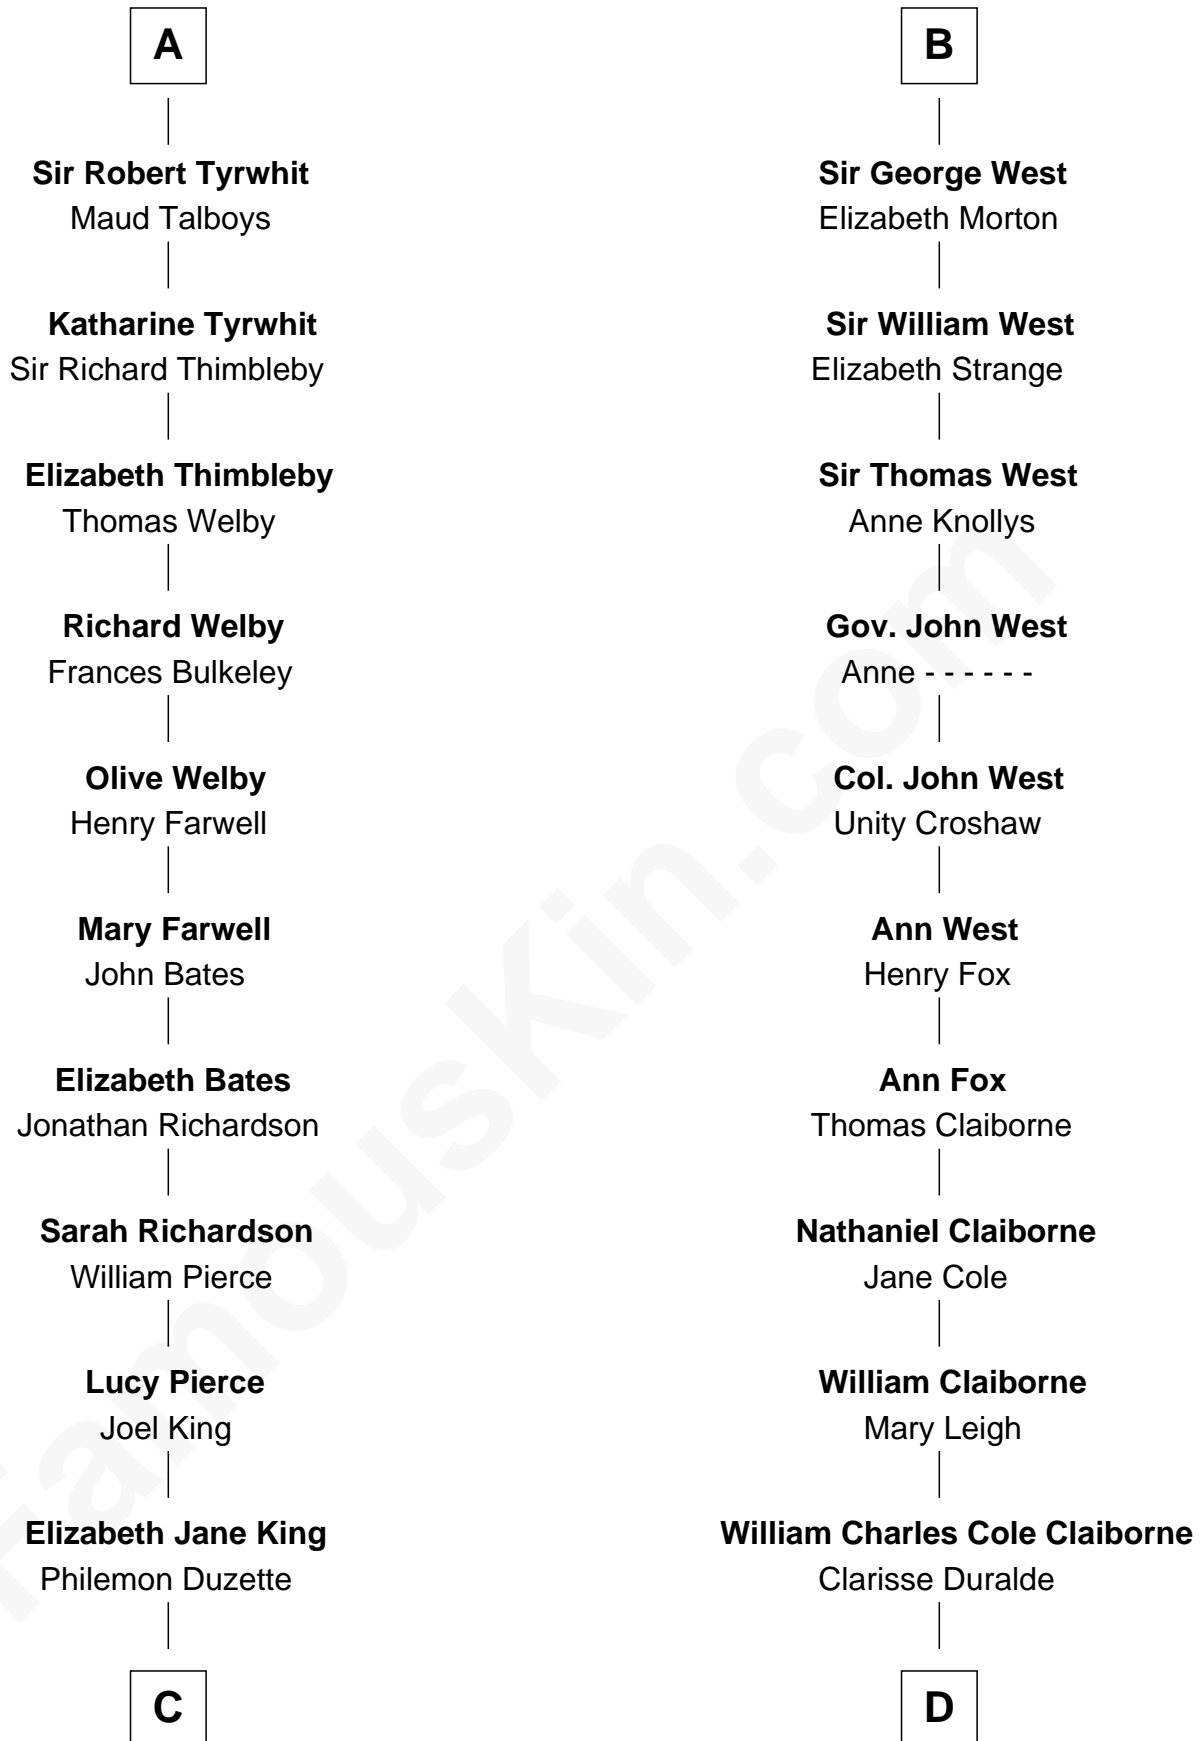 A
Sir Robert Tyrwhit
Maud Talboys
Katharine Tyrwhit
Sir Richard Thimbleby
Elizabeth Thimbleby
Thomas Welby
Richard Welby
Frances Bulkeley
Olive Welby
Henry Farwell
Mary Farwell
John Bates
Elizabeth Bates
Jonathan Richardson
Sarah Richardson
William Pierce
Lucy Pierce
Joel King
Elizabeth Jane King
Philemon Duzette
C
B
Sir George West
Elizabeth Morton
Sir William West
Elizabeth Strange
Sir Thomas West
Anne Knollys
Gov. John West
Anne - - - - - -
Col. John West
Unity Croshaw
Ann West
Henry Fox
Ann Fox
Thomas Claiborne
Nathaniel Claiborne
Jane Cole
William Claiborne
Mary Leigh
William Charles Cole Claiborne
Clarisse Duralde
D
FamousKin.com